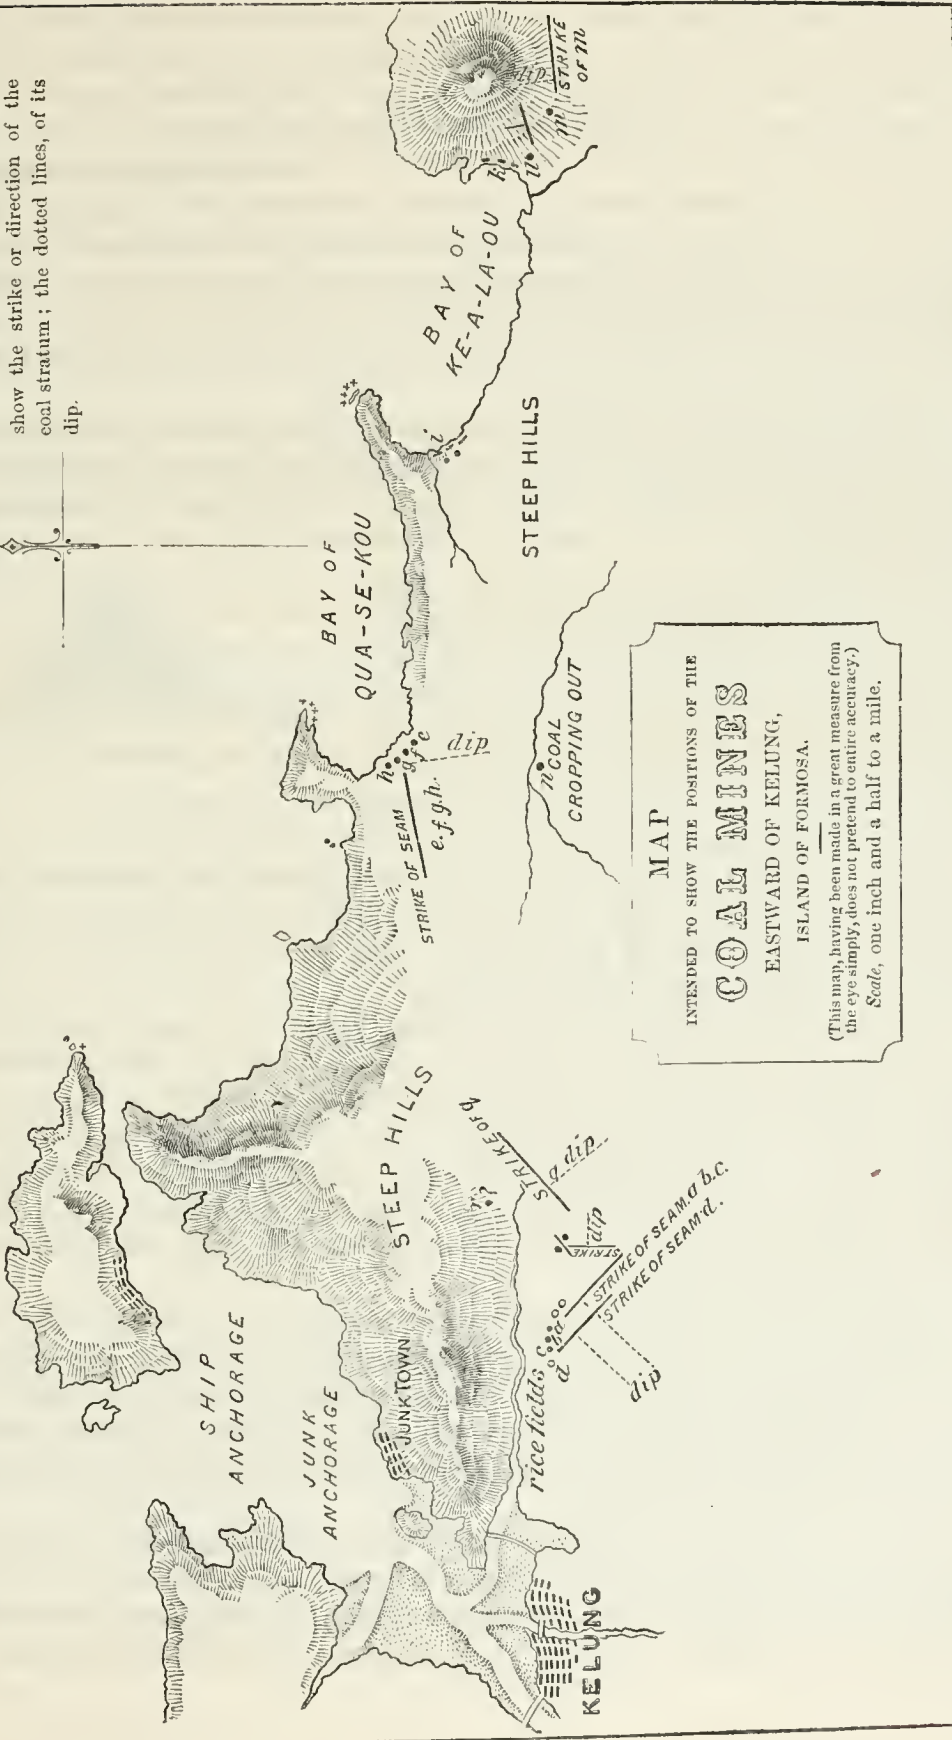 show the strike or direction of the
coal stratum ; the dotted lines, of its
dip.
SHIP
ANCHORAGE
JUNK
ANCHORAGE
JUNKTOWN
STEEP HILLS
KELUNG
rice fields
d
c
b
a
STRIKE OF SEAM.a b.c.
STRIKE OF SEAM.d.
dip
STRIKE
dip
STRIKE OF q
q
dip
p
STRIKE OF SEAM
e.f.g.h.
h
g
f
e
dip
BAY OF
QUA-SE-KOU
n
COAL
CROPPING OUT
i
STEEP HILLS
BAY OF
KE-A-LA-OU
k
m
dip
STRIKE
OF m
MAP
INTENDED TO SHOW THE POSITIONS OF THE
COAL MINES
EASTWARD OF KELUNG,
ISLAND OF FORMOSA.
(This map, having been made in a great measure from
the eye simply, does not pretend to entire accuracy.)
Scale, one inch and a half to a mile.